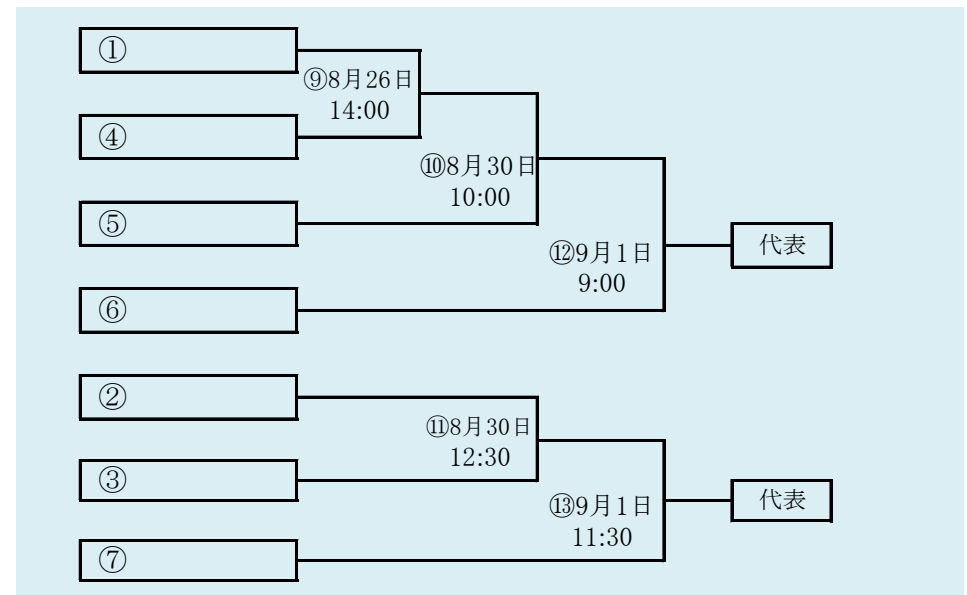 ①
⑨8月26日
14:00
④
⑩8月30日
10:00
⑤
⑫9月1日
9:00
代表
⑥
②
⑪8月30日
12:30
③
⑬9月1日
11:30
代表
⑦